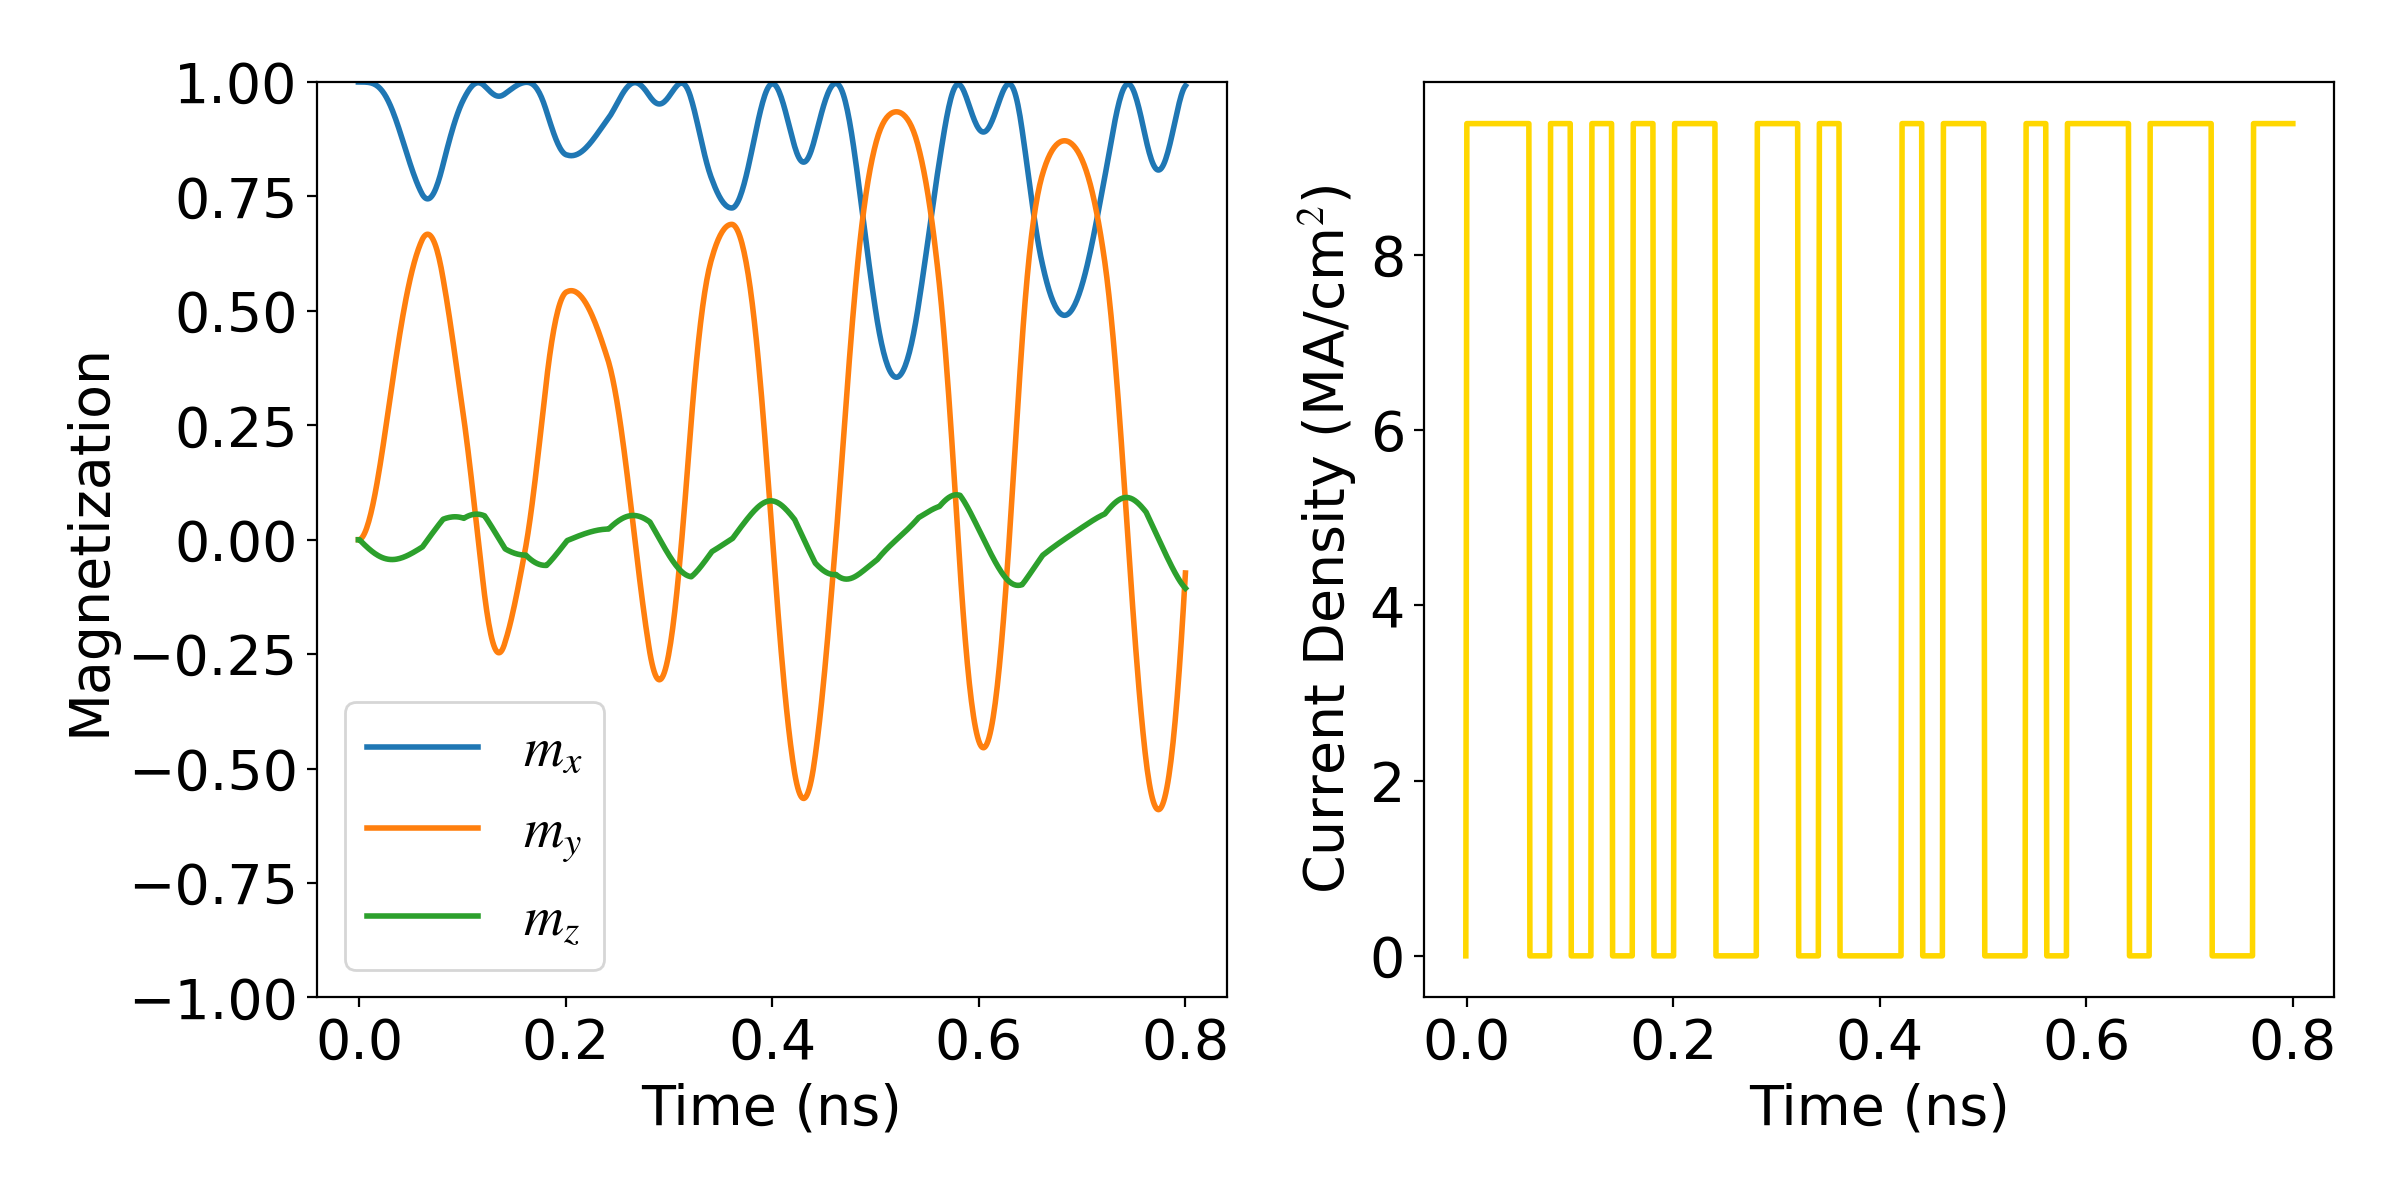 1.00
0.75
0.50
0.25
0.00
−0.25
−0.50
−0.75
−1.00
Magnetization
0.0 0.2 0.4 0.6 0.8
Time (ns)
m_x
m_y
m_z
8
6
4
2
0
Current Density (MA/cm²)
0.0 0.2 0.4 0.6 0.8
Time (ns)